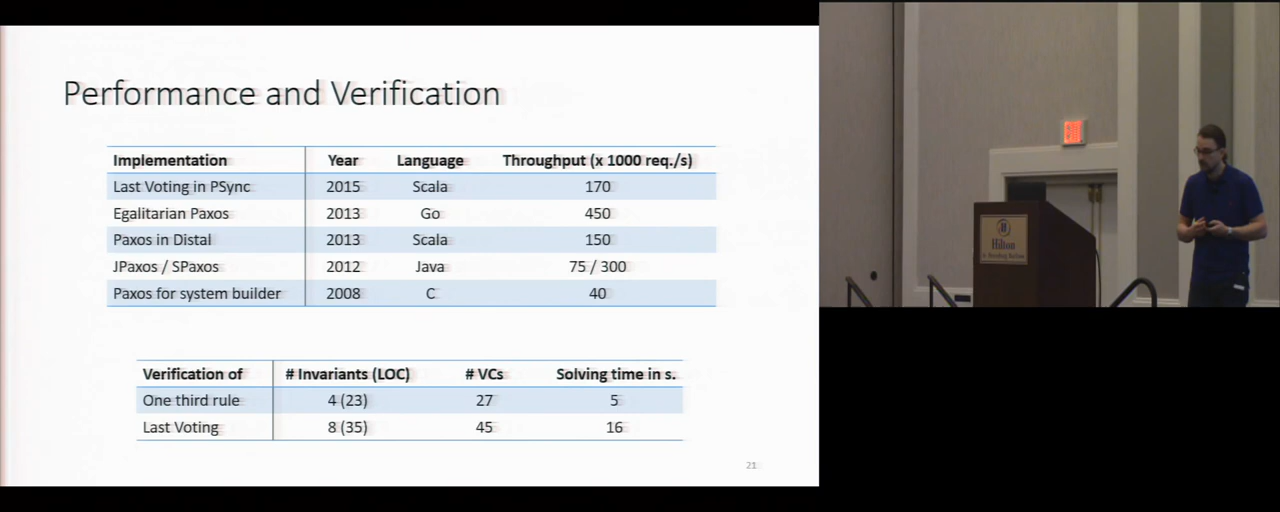 Performance and Verification
Implementation Year Language Throughput (x 1000 req./s)
Last Voting in PSync 2015 Scala 170
Egalitarian Paxos 2013 Go 450
Paxos in Distal 2013 Scala 150
JPaxos / SPaxos 2012 Java 75 / 300
Paxos for system builder 2008 C 40
Verification of # Invariants (LOC) # VCs Solving time in s.
One third rule 4 (23) 27 5
Last Voting 8 (35) 45 16
21
Hilton